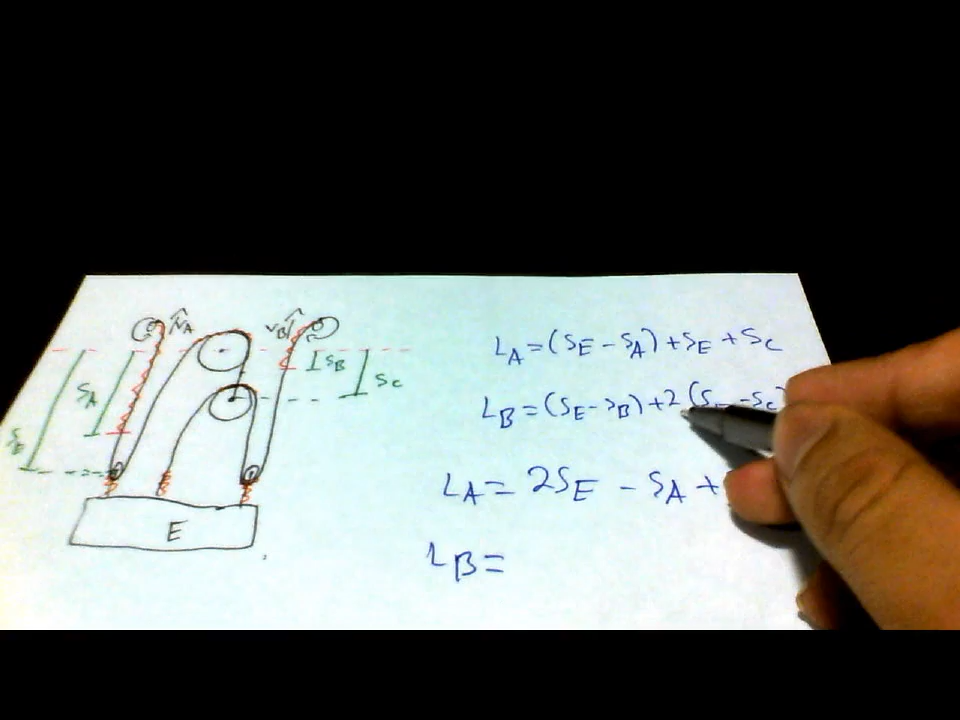 V_A V_B
S_B
S_A S_C
S_E
E
L_A = (S_E - S_A) + S_E + S_C
L_B = (S_E - S_B) + 2(S - S_C)
L_A = 2S_E - S_A +
L_B =